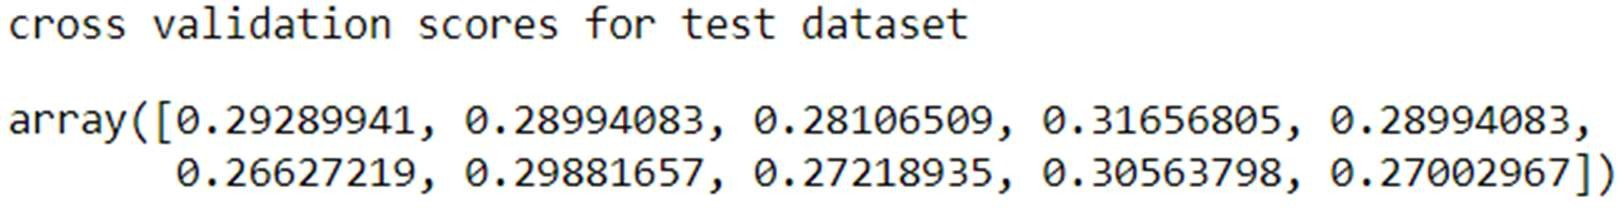 cross validation scores for test dataset
array([0.29289941, 0.28994083, 0.28106509, 0.31656805, 0.28994083,
0.26627219, 0.29881657, 0.27218935, 0.30563798, 0.27002967])